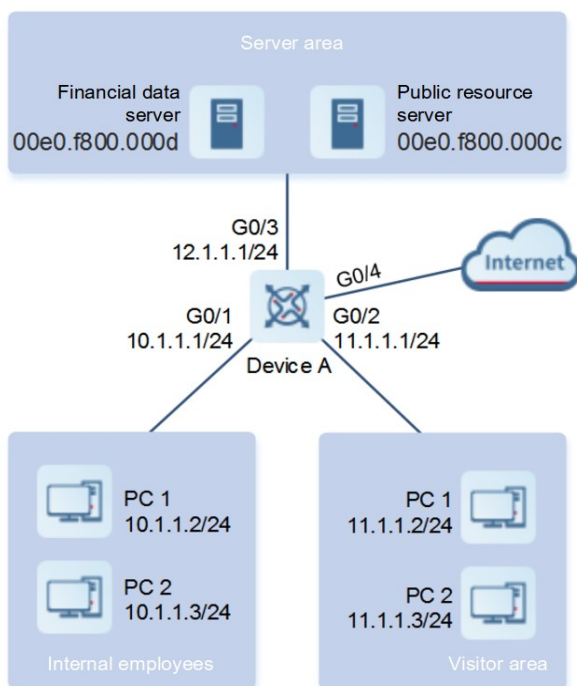 Server area
Financial data
server
00e0.f800.000d
Public resource
server
00e0.f800.000c
G0/3
12.1.1.1/24
G0/4
Internet
G0/1
10.1.1.1/24
G0/2
11.1.1.1/24
Device A
PC 1
10.1.1.2/24
PC 2
10.1.1.3/24
Internal employees
PC 1
11.1.1.2/24
PC 2
11.1.1.3/24
Visitor area